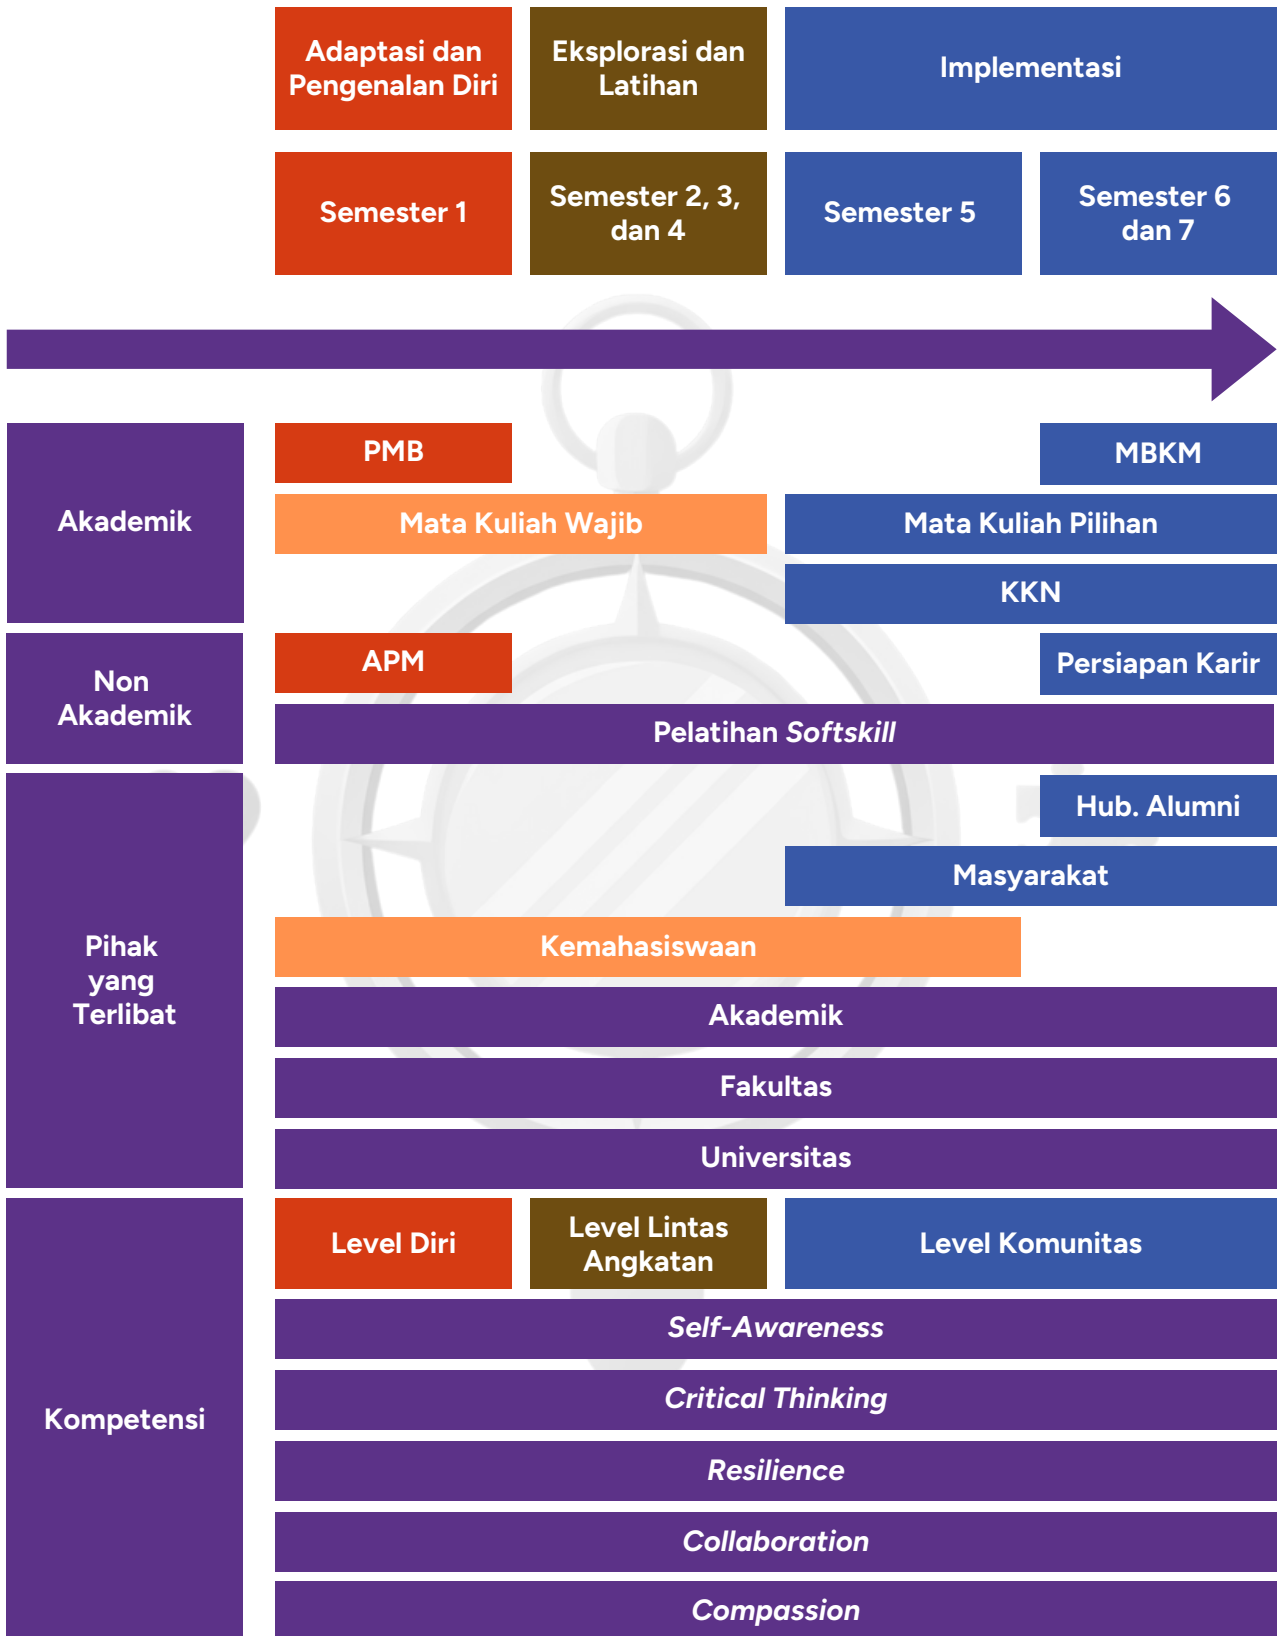 Adaptasi dan
Pengenalan Diri
Eksplorasi dan
Latihan
Implementasi
Semester 1
Semester 2, 3,
dan 4
Semester 5
Semester 6
dan 7
Akademik
PMB
MBKM
Mata Kuliah Wajib
Mata Kuliah Pilihan
KKN
Non
Akademik
APM
Persiapan Karir
Pelatihan Softskill
Pihak
yang
Terlibat
Hub. Alumni
Masyarakat
Kemahasiswaan
Akademik
Fakultas
Universitas
Kompetensi
Level Diri
Level Lintas
Angkatan
Level Komunitas
Self-Awareness
Critical Thinking
Resilience
Collaboration
Compassion